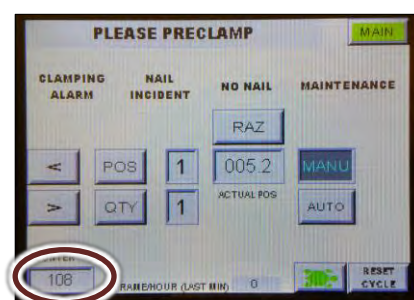 PLEASE PRECLAMP
MAIN
CLAMPING ALARM
NAIL INCIDENT
NO NAIL
MAINTENANCE
RAZ
< POS 1 005.2 MANU
ACTUAL POS
> QTY 1 AUTO
108
FRAME/HOUR (LAST MIN) 0
RESET CYCLE